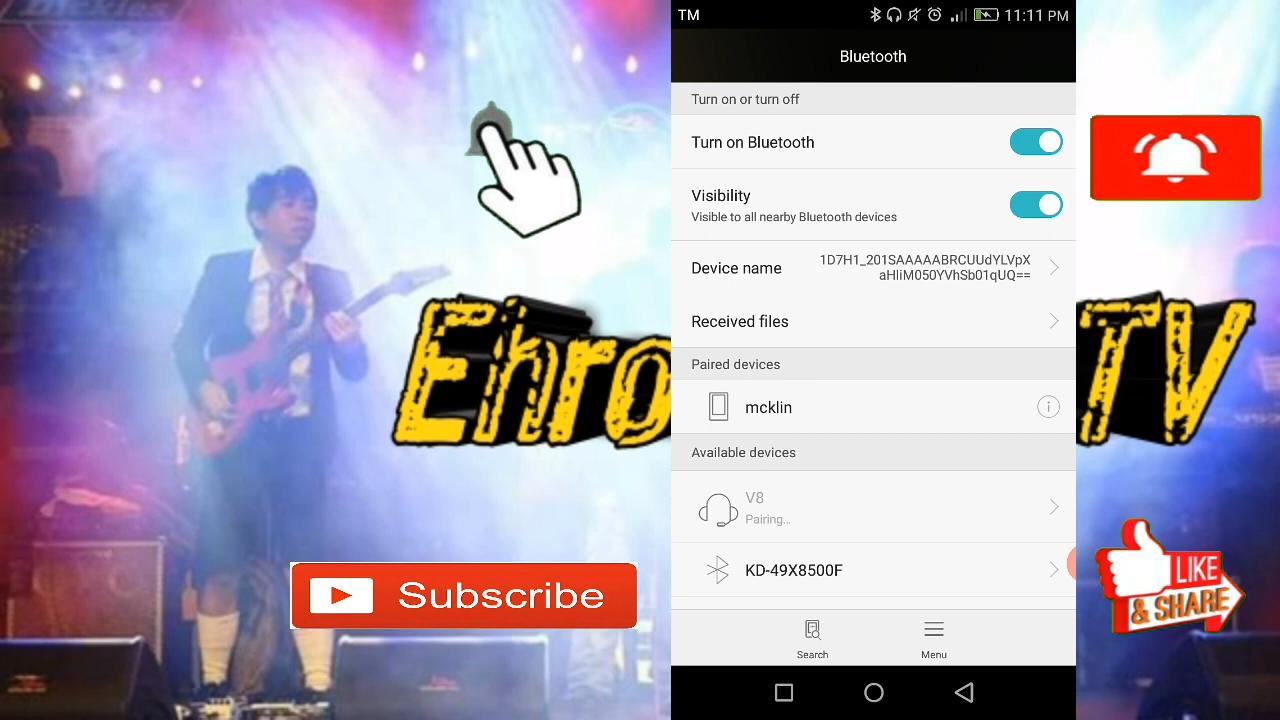 TM
11:11 PM
Bluetooth
Turn on or turn off
Turn on Bluetooth
Visibility
Visible to all nearby Bluetooth devices
Device name
1D7H1_201SAAAAABRCUUdYLVpX
aHliM050YVhSb01qUQ==
Received files
Paired devices
mcklin
Available devices
V8
Pairing...
KD-49X8500F
Search
Menu
Dickies
Ehro
TV
Subscribe
LIKE
& SHARE